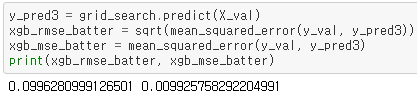 y_pred3 = grid_search.predict(X_val)
xgb_rmse_batter = sqrt(mean_squared_error(y_val, y_pred3))
xgb_mse_batter = mean_squared_error(y_val, y_pred3)
print(xgb_rmse_batter, xgb_mse_batter)
0.0996280999126501 0.009925758292204991